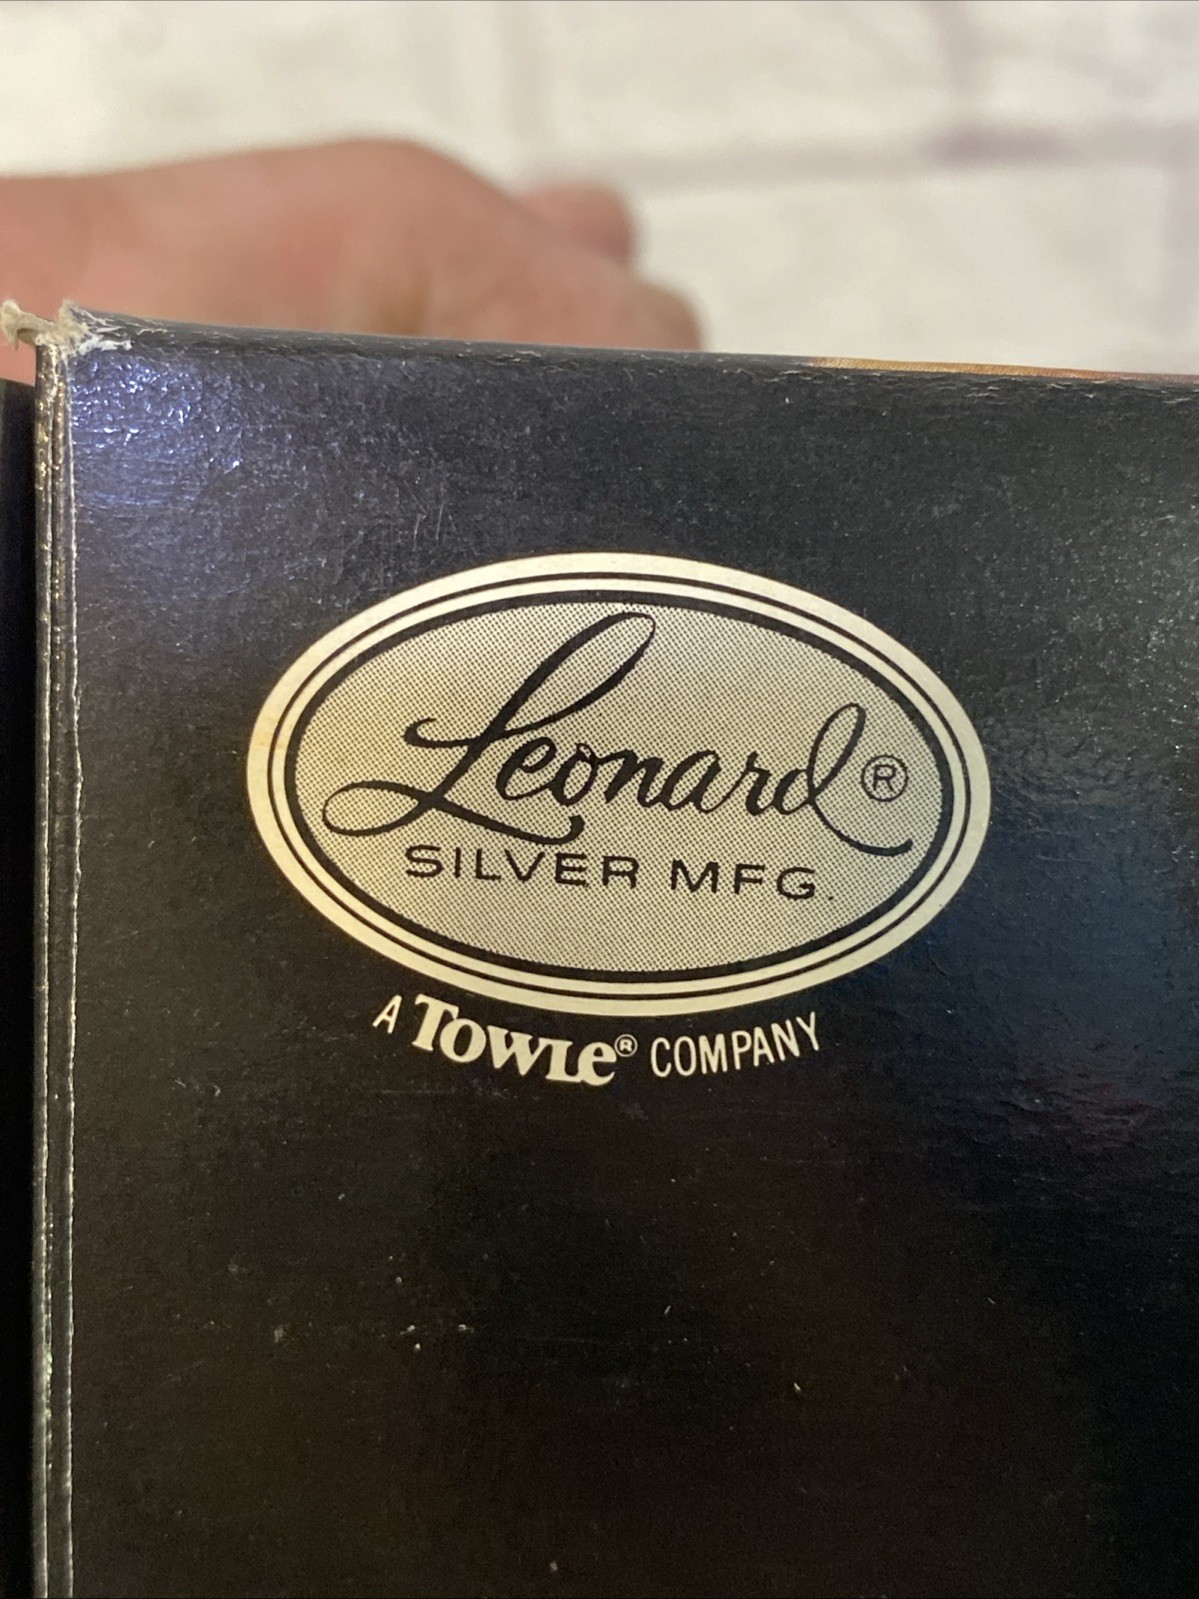 Leonard®
SILVER MFG.
A TOWLE® COMPANY